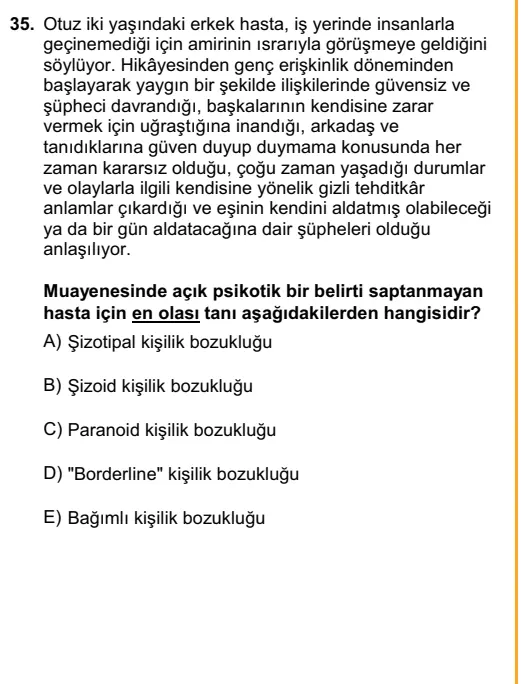 35. Otuz iki yaşındaki erkek hasta, iş yerinde insanlarla
geçinemediği için amirinin ısrarıyla görüşmeye geldiğini
söylüyor. Hikâyesinden genç erişkinlik döneminden
başlayarak yaygın bir şekilde ilişkilerinde güvensiz ve
şüpheci davrandığı, başkalarının kendisine zarar
vermek için uğraştığına inandığı, arkadaş ve
tanıdıklarına güven duyup duymama konusunda her
zaman kararsız olduğu, çoğu zaman yaşadığı durumlar
ve olaylarla ilgili kendisine yönelik gizli tehditkâr
anlamlar çıkardığı ve eşinin kendini aldatmış olabileceği
ya da bir gün aldatacağına dair şüpheleri olduğu
anlaşılıyor.
Muayenesinde açık psikotik bir belirti saptanmayan
hasta için en olası tanı aşağıdakilerden hangisidir?
A) Şizotipal kişilik bozukluğu
B) Şizoid kişilik bozukluğu
C) Paranoid kişilik bozukluğu
D) "Borderline" kişilik bozukluğu
E) Bağımlı kişilik bozukluğu